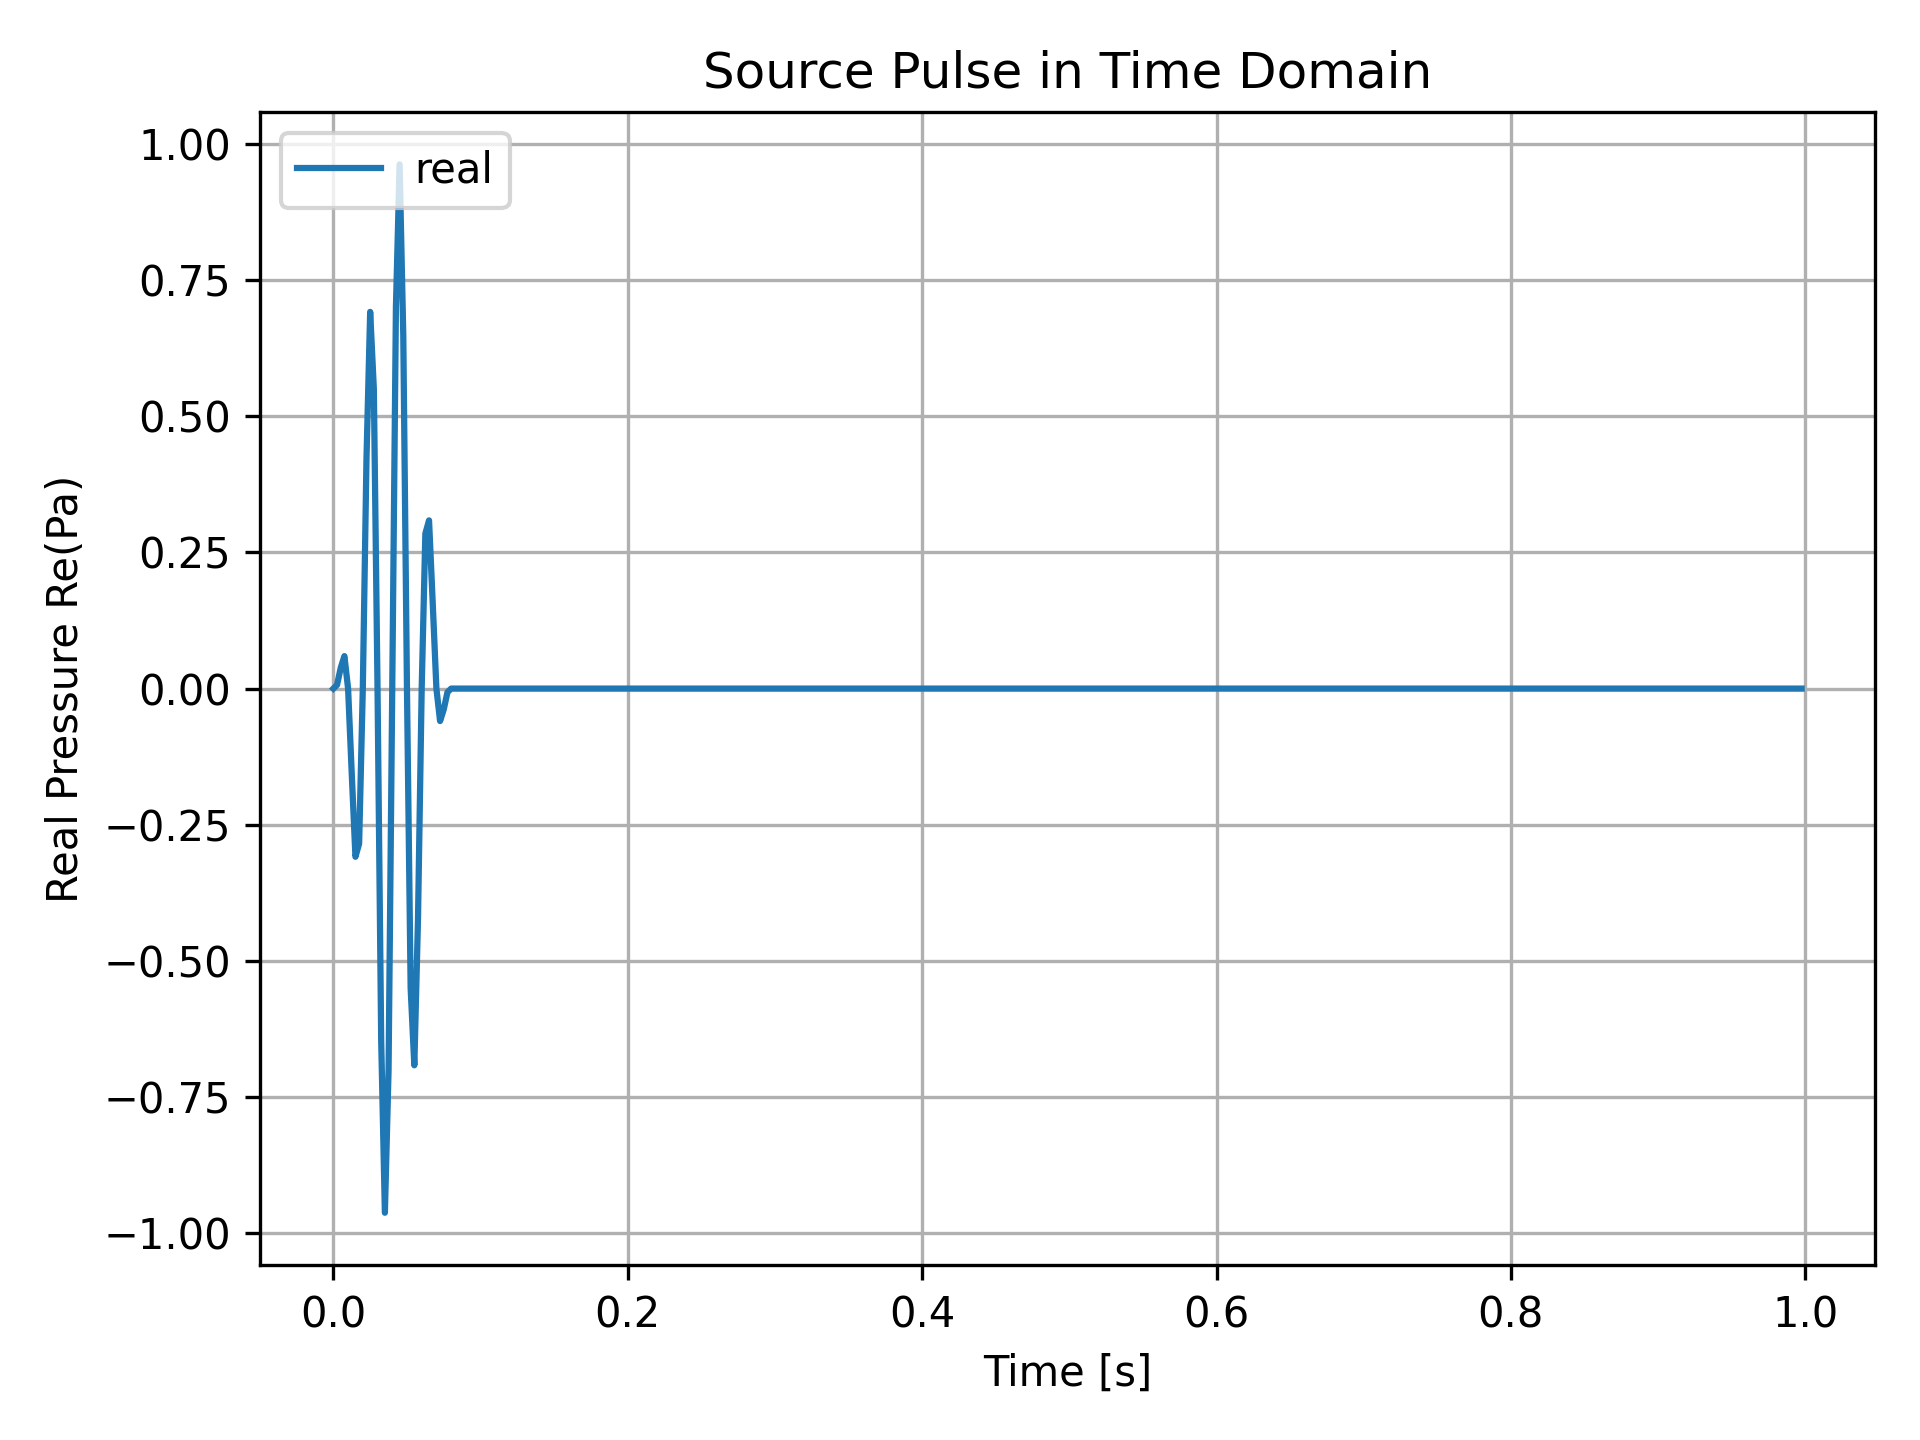 Source Pulse in Time Domain
real
1.00
0.75
0.50
0.25
0.00
−0.25
−0.50
−0.75
−1.00
Real Pressure Re(Pa)
0.0 0.2 0.4 0.6 0.8 1.0
Time [s]